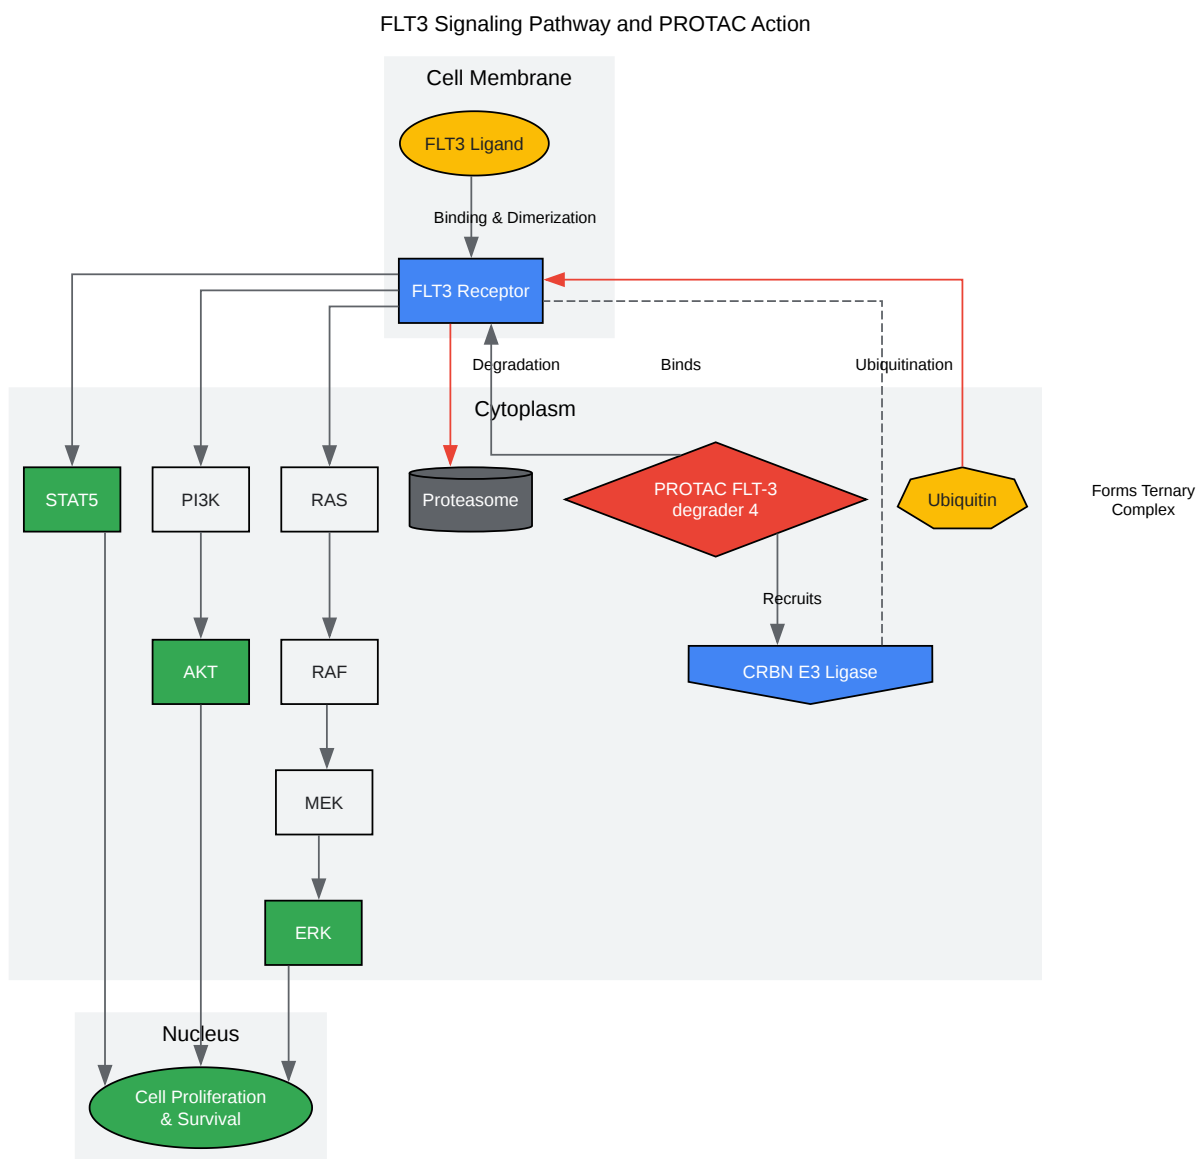 FLT3 Signaling Pathway and PROTAC Action
Cell Membrane
FLT3 Ligand
Binding & Dimerization
FLT3 Receptor
Degradation
Binds
Ubiquitination
Cytoplasm
STAT5
PI3K
RAS
Proteasome
PROTAC FLT-3
degrader 4
Ubiquitin
Forms Ternary
Complex
Recruits
AKT
RAF
CRBN E3 Ligase
MEK
ERK
Nucleus
Cell Proliferation
& Survival